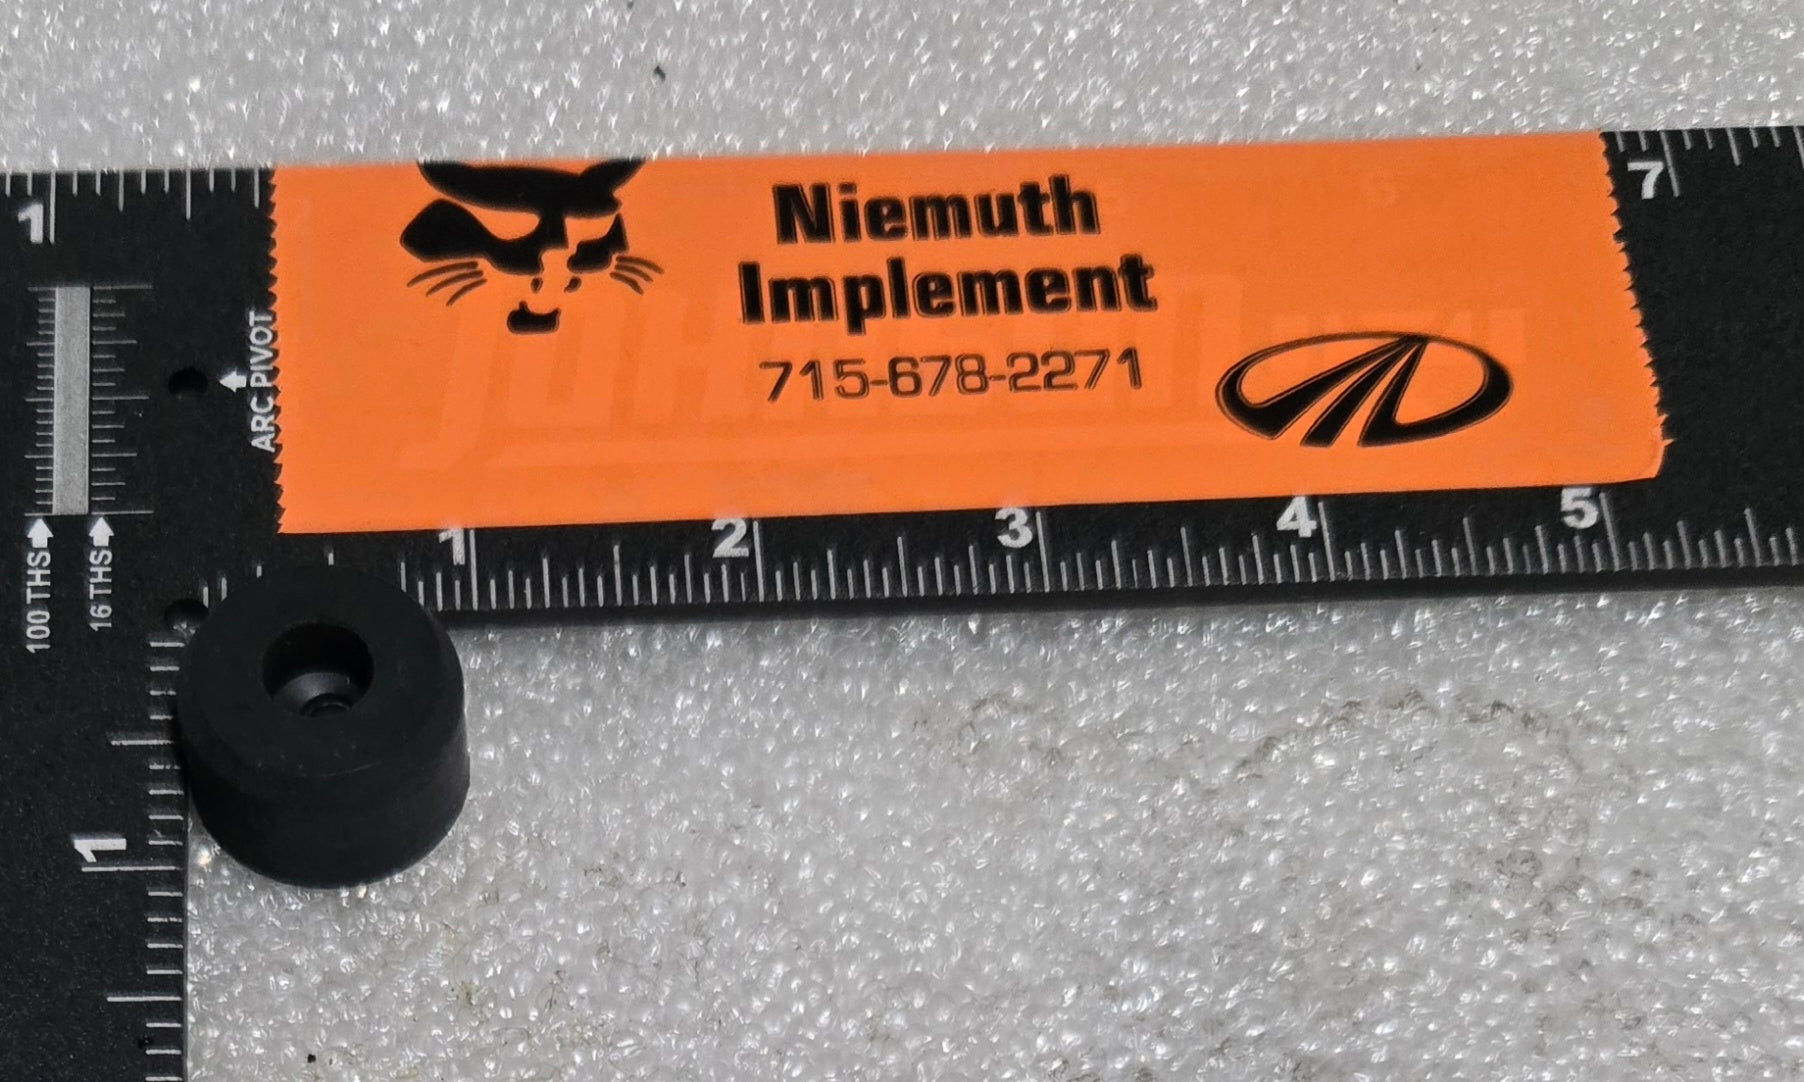 1
7
Niemuth
Implement
715-678-2271
ARC PIVOT
100 THS
16 THS
1 2 3 4 5
1